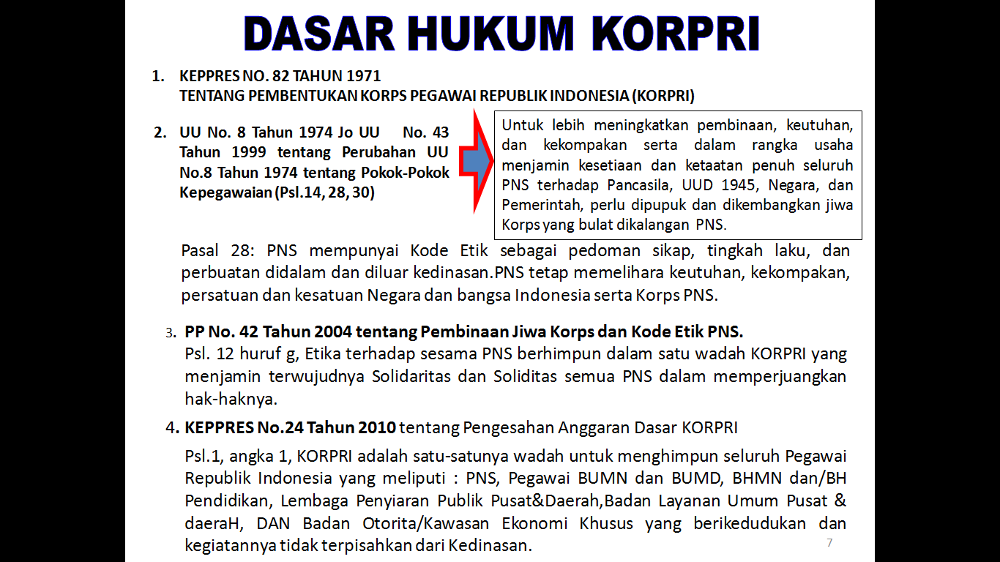 DASAR HUKUM KORPRI
1. KEPPRES NO. 82 TAHUN 1971
TENTANG PEMBENTUKAN KORPS PEGAWAI REPUBLIK INDONESIA (KORPRI)
2. UU No. 8 Tahun 1974 Jo UU No. 43
Tahun 1999 tentang Perubahan UU
No.8 Tahun 1974 tentang Pokok-Pokok
Kepegawaian (Psl.14, 28, 30)
Untuk lebih meningkatkan pembinaan, keutuhan,
dan kekompakan serta dalam rangka usaha
menjamin kesetiaan dan ketaatan penuh seluruh
PNS terhadap Pancasila, UUD 1945, Negara, dan
Pemerintah, perlu dipupuk dan dikembangkan jiwa
Korps yang bulat dikalangan PNS.
Pasal 28: PNS mempunyai Kode Etik sebagai pedoman sikap, tingkah laku, dan
perbuatan didalam dan diluar kedinasan.PNS tetap memelihara keutuhan, kekompakan,
persatuan dan kesatuan Negara dan bangsa Indonesia serta Korps PNS.
3. PP No. 42 Tahun 2004 tentang Pembinaan Jiwa Korps dan Kode Etik PNS.
Psl. 12 huruf g, Etika terhadap sesama PNS berhimpun dalam satu wadah KORPRI yang
menjamin terwujudnya Solidaritas dan Soliditas semua PNS dalam memperjuangkan
hak-haknya.
4. KEPPRES No.24 Tahun 2010 tentang Pengesahan Anggaran Dasar KORPRI
Psl.1, angka 1, KORPRI adalah satu-satunya wadah untuk menghimpun seluruh Pegawai
Republik Indonesia yang meliputi : PNS, Pegawai BUMN dan BUMD, BHMN dan/BH
Pendidikan, Lembaga Penyiaran Publik Pusat&Daerah,Badan Layanan Umum Pusat &
daeraH, DAN Badan Otorita/Kawasan Ekonomi Khusus yang berikedudukan dan
kegiatannya tidak terpisahkan dari Kedinasan.
7